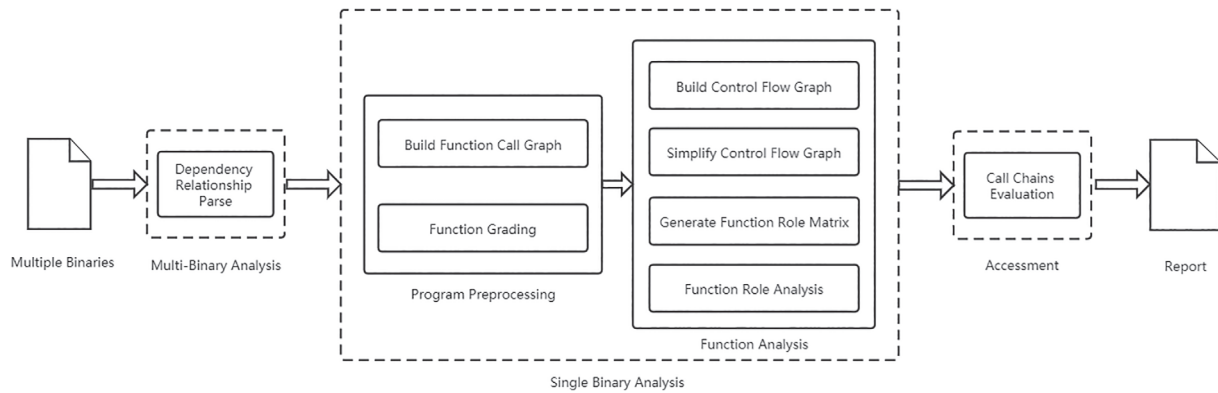 Multiple Binaries
Dependency
Relationship
Parse
Multi-Binary Analysis
Build Function Call Graph
Function Grading
Program Preprocessing
Build Control Flow Graph
Simplify Control Flow Graph
Generate Function Role Matrix
Function Role Analysis
Function Analysis
Single Binary Analysis
Call Chains
Evaluation
Assessment
Report